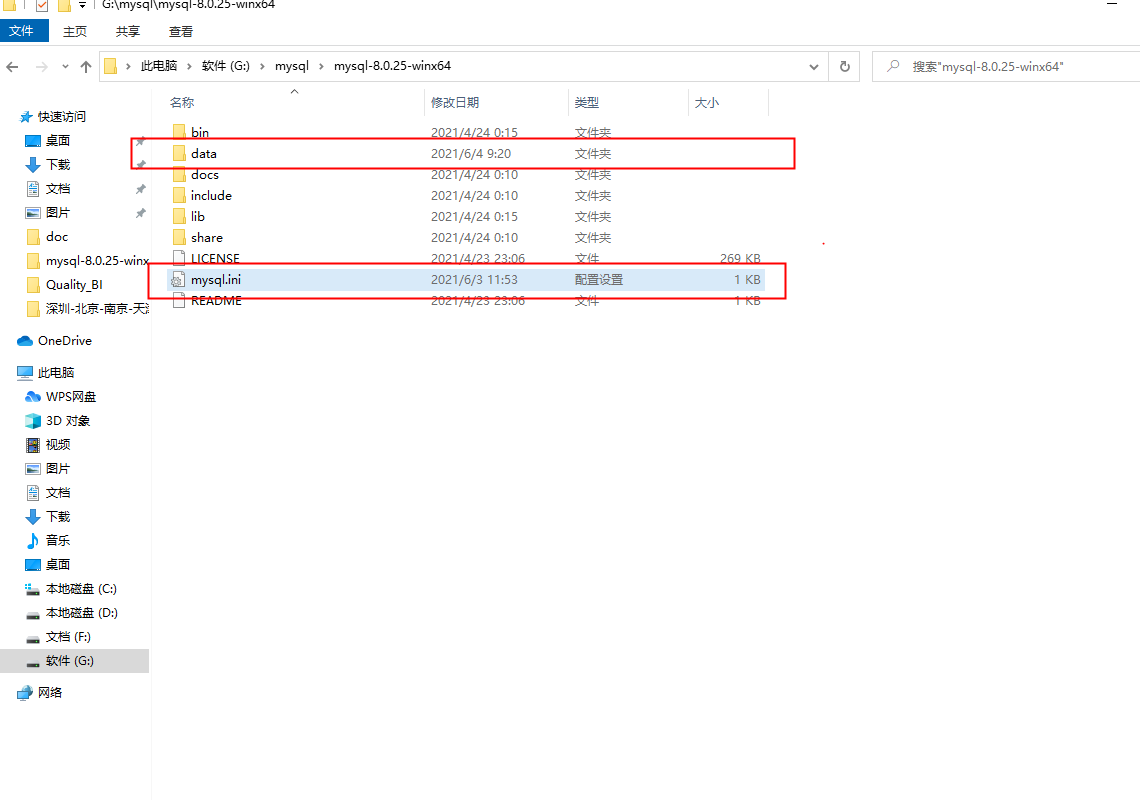 G:\mysql\mysql-8.0.25-winx64
文件 主页 共享 查看
此电脑 › 软件 (G:) › mysql › mysql-8.0.25-winx64
搜索"mysql-8.0.25-winx64"
名称 修改日期 类型 大小
bin 2021/4/24 0:15 文件夹
data 2021/6/4 9:20 文件夹
docs 2021/4/24 0:10 文件夹
include 2021/4/24 0:10 文件夹
lib 2021/4/24 0:15 文件夹
share 2021/4/24 0:10 文件夹
LICENSE 2021/4/23 23:06 文件 269 KB
mysql.ini 2021/6/3 11:53 配置设置 1 KB
README 2021/4/23 23:06 文件 1 KB
快速访问
桌面
下载
文档
图片
doc
mysql-8.0.25-winx
Quality_BI
深圳-北京-南京-天津
OneDrive
此电脑
WPS网盘
3D 对象
视频
图片
文档
下载
音乐
桌面
本地磁盘 (C:)
本地磁盘 (D:)
文档 (F:)
软件 (G:)
网络